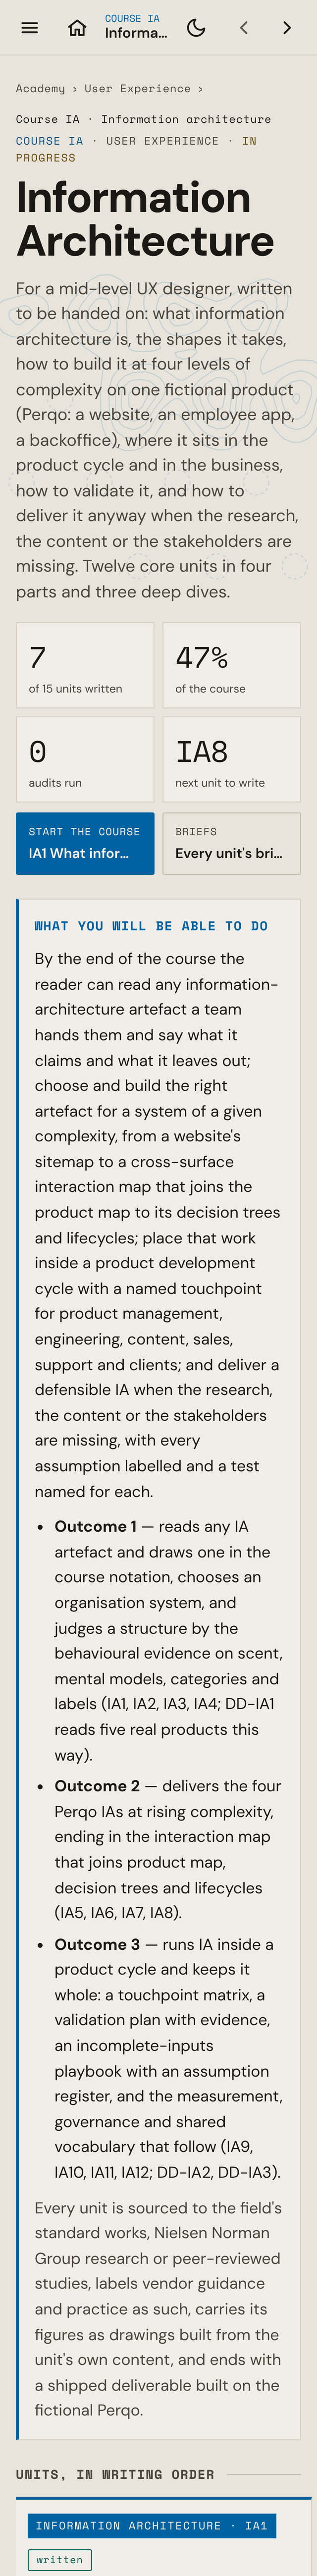 COURSE IA
Informa…
Academy › User Experience ›
Course IA · Information architecture
COURSE IA · USER EXPERIENCE · IN
PROGRESS
Information
Architecture
For a mid-level UX designer, written
to be handed on: what information
architecture is, the shapes it takes,
how to build it at four levels of
complexity on one fictional product
(Perqo: a website, an employee app,
a backoffice), where it sits in the
product cycle and in the business,
how to validate it, and how to
deliver it anyway when the research,
the content or the stakeholders are
missing. Twelve core units in four
parts and three deep dives.
7
of 15 units written
47%
of the course
0
audits run
IA8
next unit to write
START THE COURSE
IA1 What infor…
BRIEFS
Every unit's bri…
WHAT YOU WILL BE ABLE TO DO
By the end of the course the
reader can read any information-
architecture artefact a team
hands them and say what it
claims and what it leaves out;
choose and build the right
artefact for a system of a given
complexity, from a website's
sitemap to a cross-surface
interaction map that joins the
product map to its decision trees
and lifecycles; place that work
inside a product development
cycle with a named touchpoint
for product management,
engineering, content, sales,
support and clients; and deliver a
defensible IA when the research,
the content or the stakeholders
are missing, with every
assumption labelled and a test
named for each.
• Outcome 1 — reads any IA
artefact and draws one in the
course notation, chooses an
organisation system, and
judges a structure by the
behavioural evidence on scent,
mental models, categories and
labels (IA1, IA2, IA3, IA4; DD-IA1
reads five real products this
way).
• Outcome 2 — delivers the four
Perqo IAs at rising complexity,
ending in the interaction map
that joins product map,
decision trees and lifecycles
(IA5, IA6, IA7, IA8).
• Outcome 3 — runs IA inside a
product cycle and keeps it
whole: a touchpoint matrix, a
validation plan with evidence,
an incomplete-inputs
playbook with an assumption
register, and the measurement,
governance and shared
vocabulary that follow (IA9,
IA10, IA11, IA12; DD-IA2, DD-IA3).
Every unit is sourced to the field's
standard works, Nielsen Norman
Group research or peer-reviewed
studies, labels vendor guidance
and practice as such, carries its
figures as drawings built from the
unit's own content, and ends with
a shipped deliverable built on the
fictional Perqo.
UNITS, IN WRITING ORDER
INFORMATION ARCHITECTURE · IA1
written